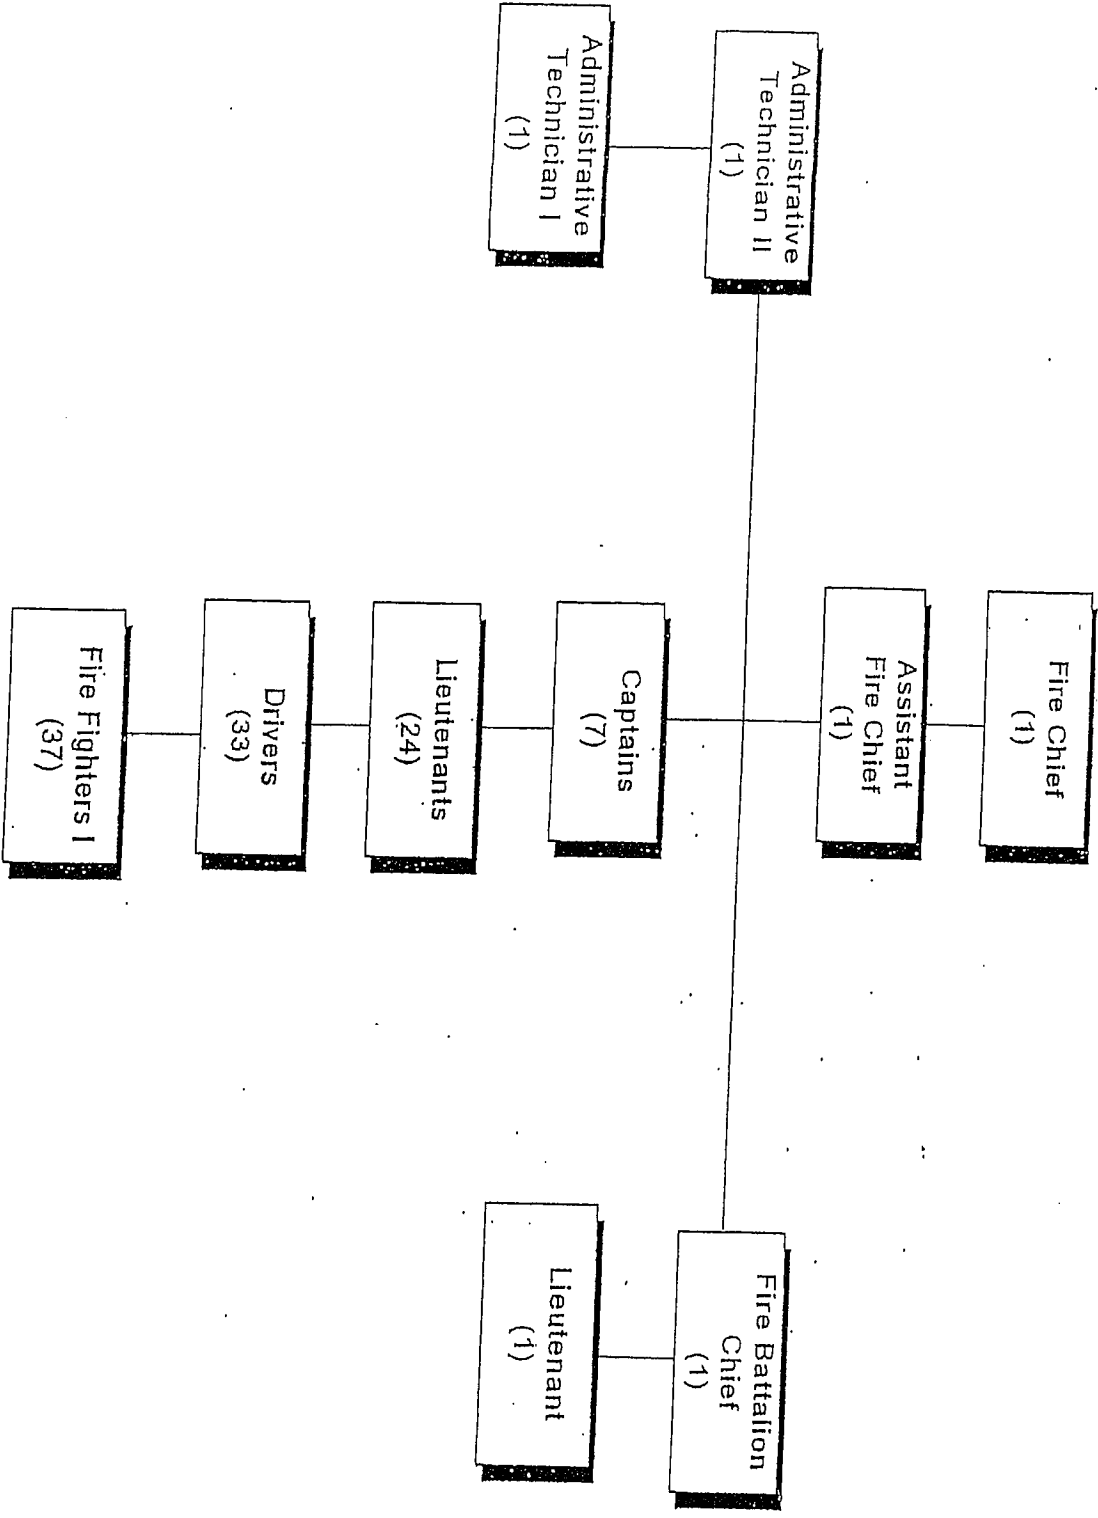 Fire Chief
(1)
Assistant
Fire Chief
(1)
Administrative
Technician II
(1)
Administrative
Technician I
(1)
Captains
(7)
Lieutenants
(24)
Drivers
(33)
Fire Fighters I
(37)
Fire Battalion
Chief
(1)
Lieutenant
(1)